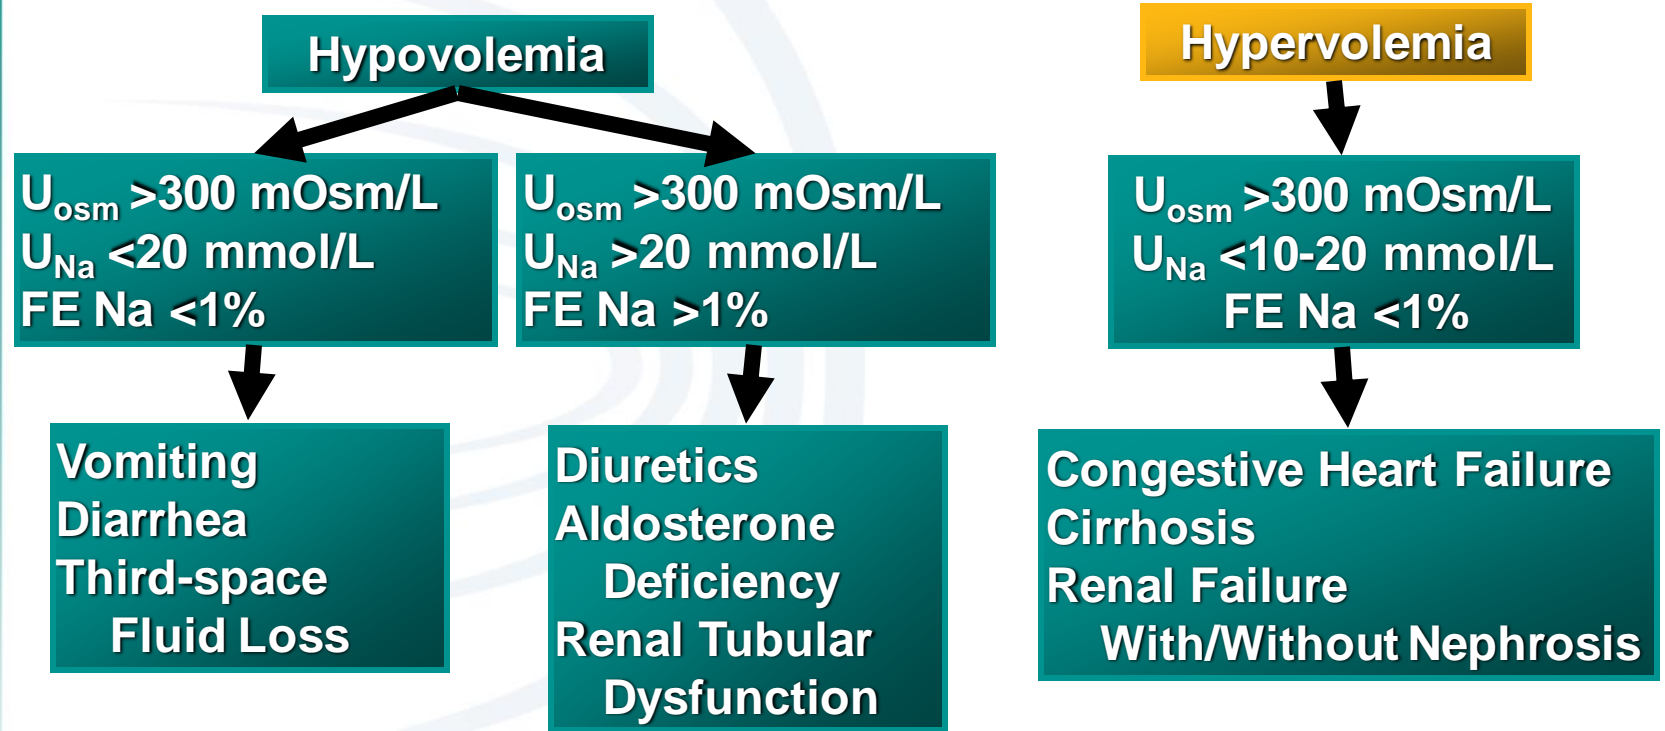 Hypovolemia
Hypervolemia
Uosm >300 mOsm/L
UNa <20 mmol/L
FE Na <1%
Uosm >300 mOsm/L
UNa >20 mmol/L
FE Na >1%
Uosm >300 mOsm/L
UNa <10-20 mmol/L
FE Na <1%
Vomiting
Diarrhea
Third-space
Fluid Loss
Diuretics
Aldosterone
Deficiency
Renal Tubular
Dysfunction
Congestive Heart Failure
Cirrhosis
Renal Failure
With/Without Nephrosis